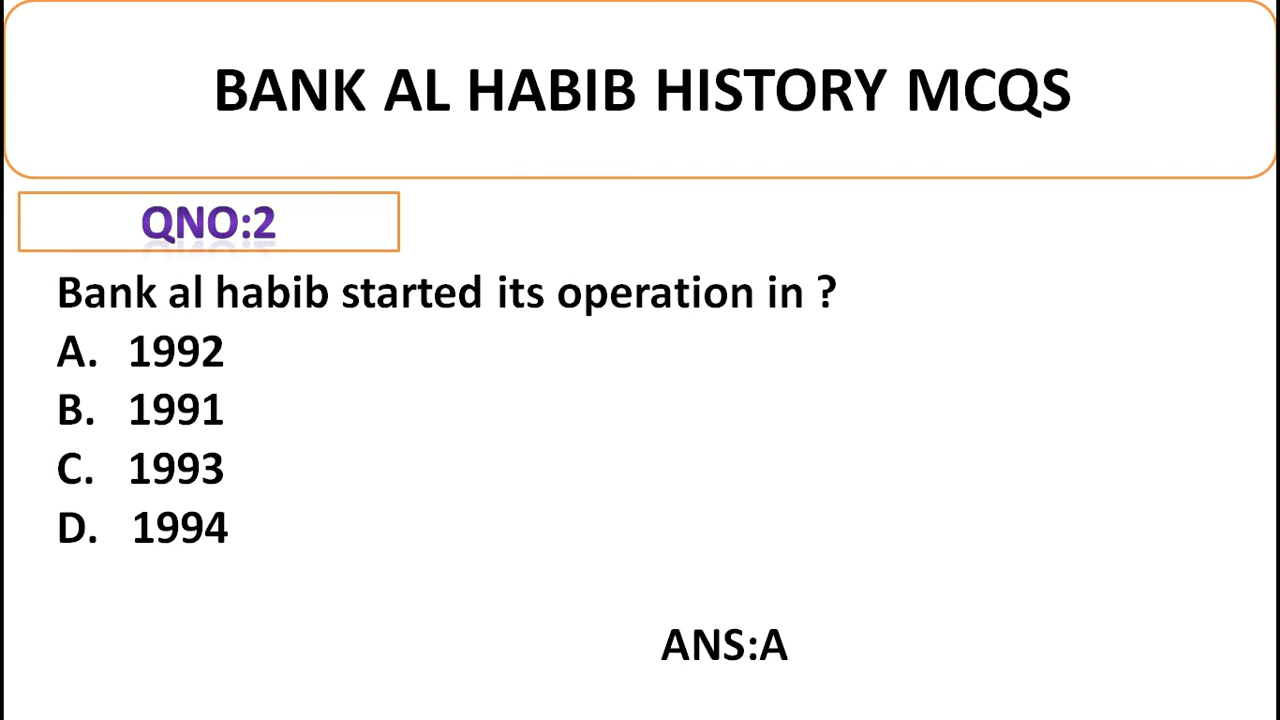 BANK AL HABIB HISTORY MCQS
QNO:2
Bank al habib started its operation in ?
A. 1992
B. 1991
C. 1993
D. 1994
ANS:A